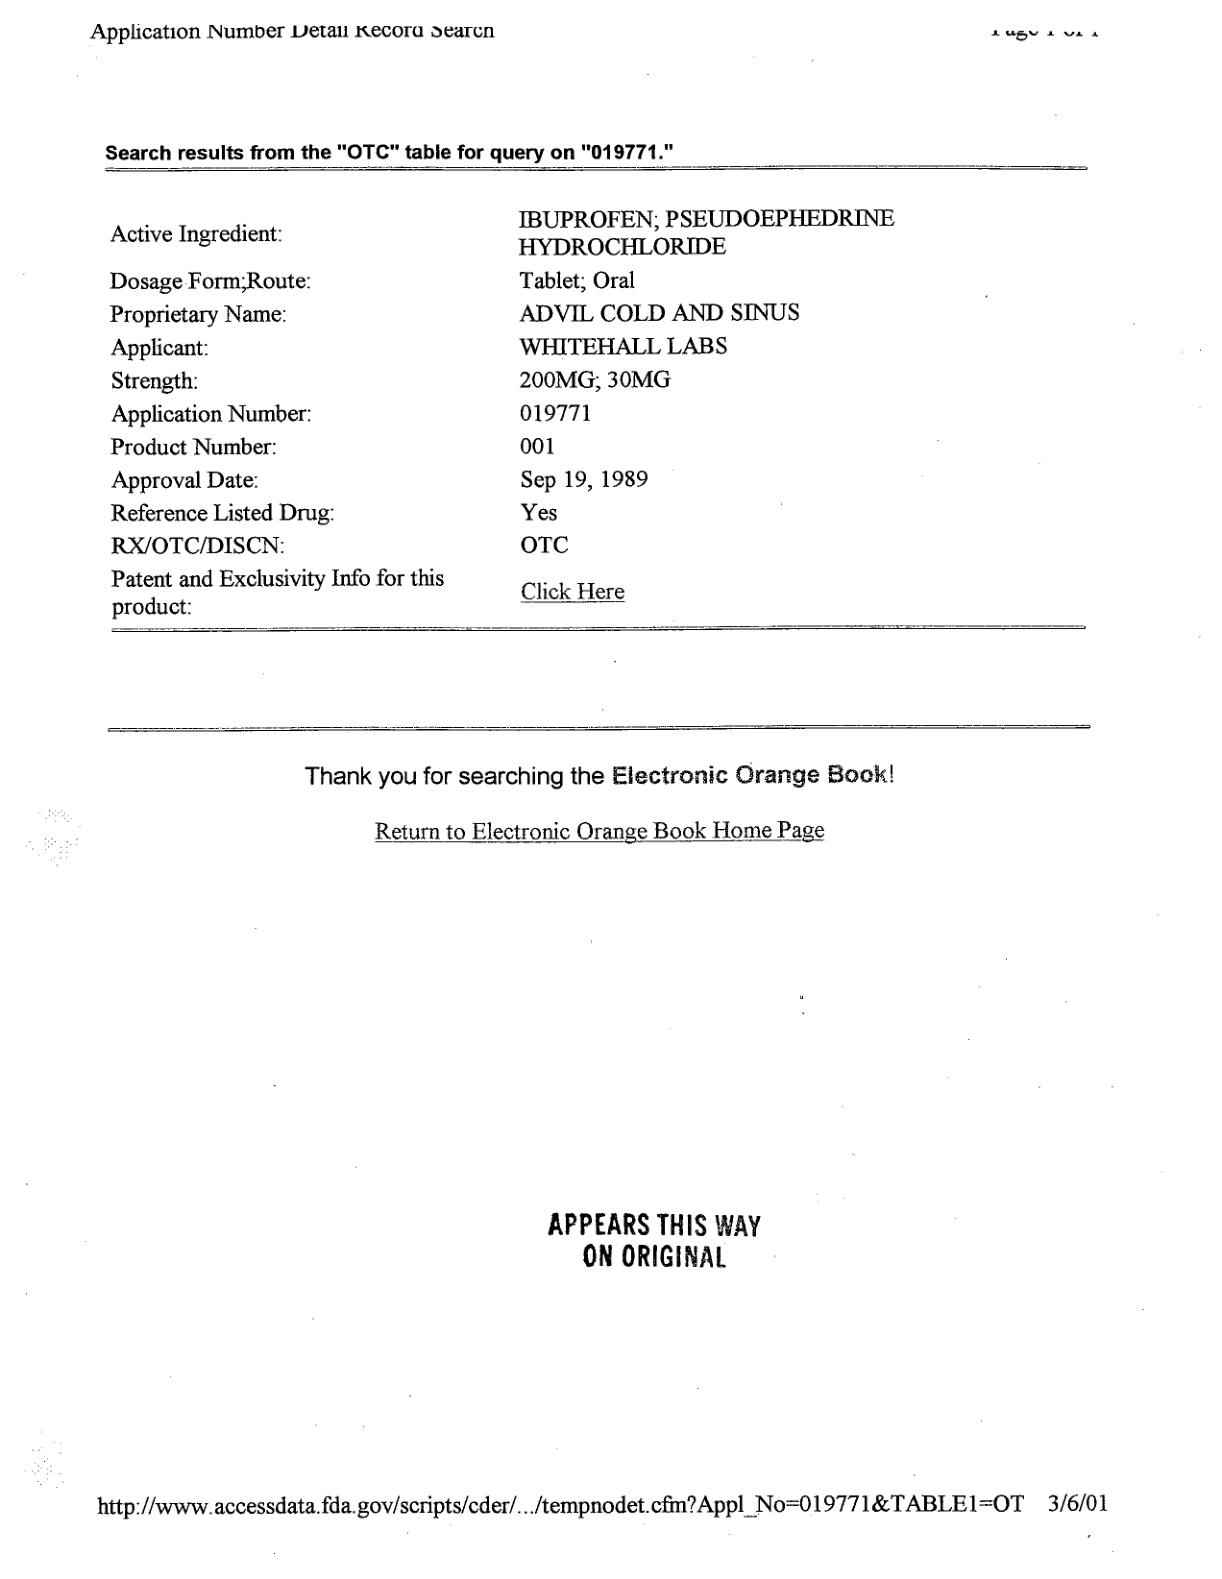 Application Number Detail Record Search
Page 1 of 1
Search results from the "OTC" table for query on "019771."
Active Ingredient: IBUPROFEN; PSEUDOEPHEDRINE
HYDROCHLORIDE
Dosage Form;Route: Tablet; Oral
Proprietary Name: ADVIL COLD AND SINUS
Applicant: WHITEHALL LABS
Strength: 200MG; 30MG
Application Number: 019771
Product Number: 001
Approval Date: Sep 19, 1989
Reference Listed Drug: Yes
RX/OTC/DISCN: OTC
Patent and Exclusivity Info for this
product: Click Here
Thank you for searching the Electronic Orange Book!
Return to Electronic Orange Book Home Page
APPEARS THIS WAY
ON ORIGINAL
http://www.accessdata.fda.gov/scripts/cder/.../tempnodet.cfm?Appl_No=019771&TABLE1=OT 3/6/01